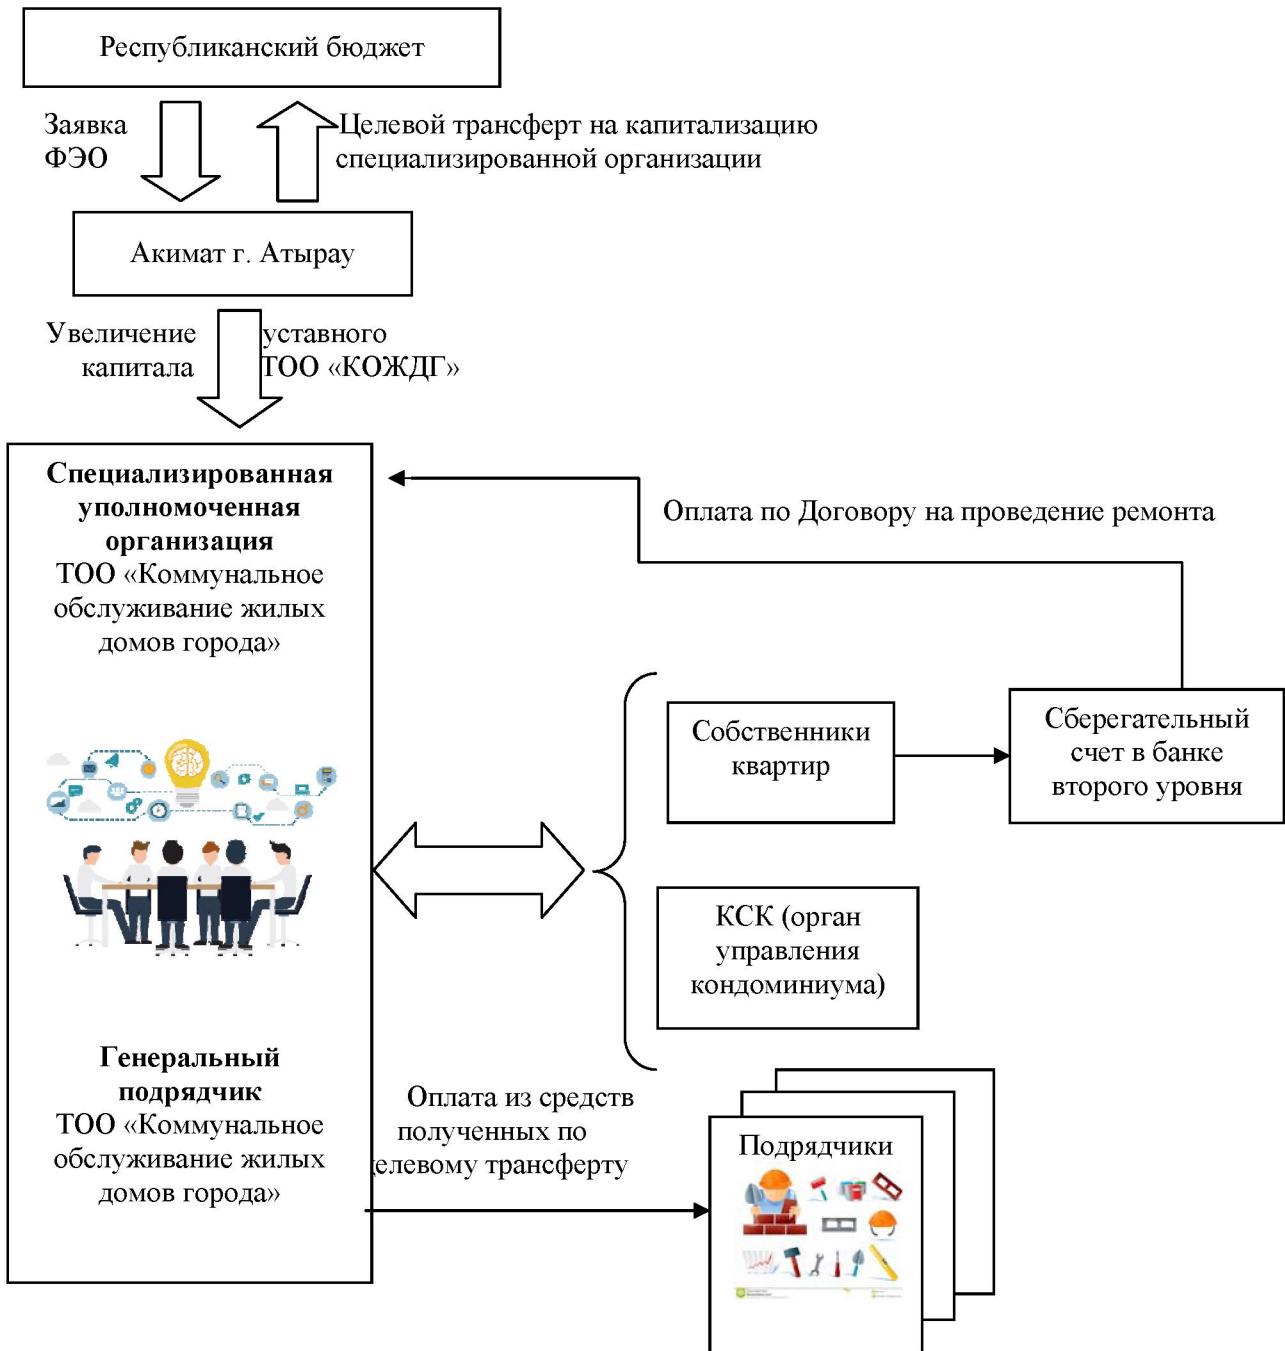 Республиканский бюджет
Заявка
ФЭО
Целевой трансферт на капитализацию
специализированной организации
Акимат г. Атырау
Увеличение уставного
капитала ТОО «КОЖДГ»
Специализированная
уполномоченная
организация
ТОО «Коммунальное
обслуживание жилых
домов города»
Оплата по Договору на проведение ремонта
Собственники
квартир
Сберегательный
счет в банке
второго уровня
КСК (орган
управления
кондоминиума)
Генеральный
подрядчик
ТОО «Коммунальное
обслуживание жилых
домов города»
Оплата из средств
полученных по
целевому трансферту
Подрядчики